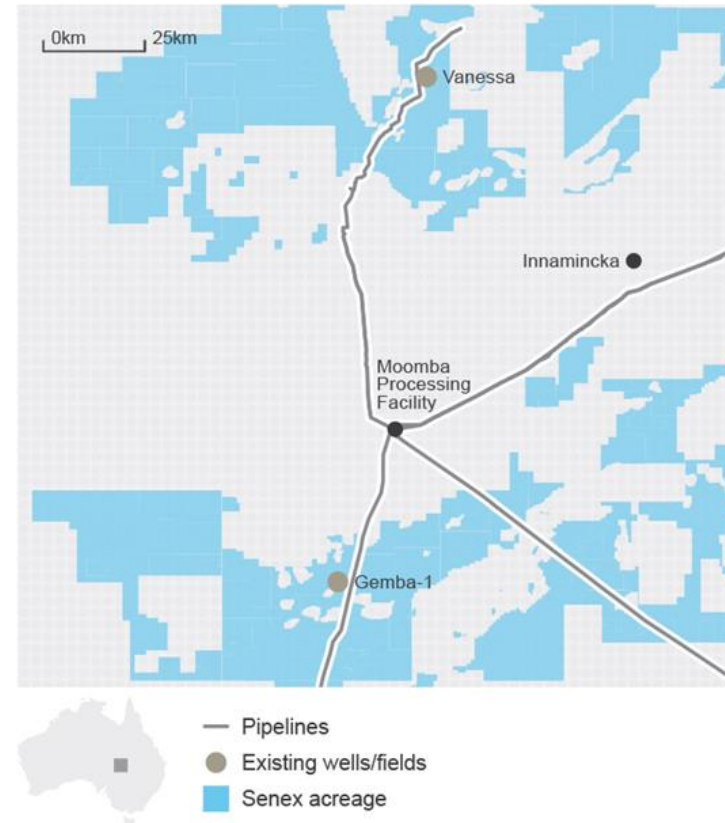 0km 25km
Vanessa
Innamincka
Moomba
Processing
Facility
Gemba-1
Pipelines
Existing wells/fields
Senex acreage